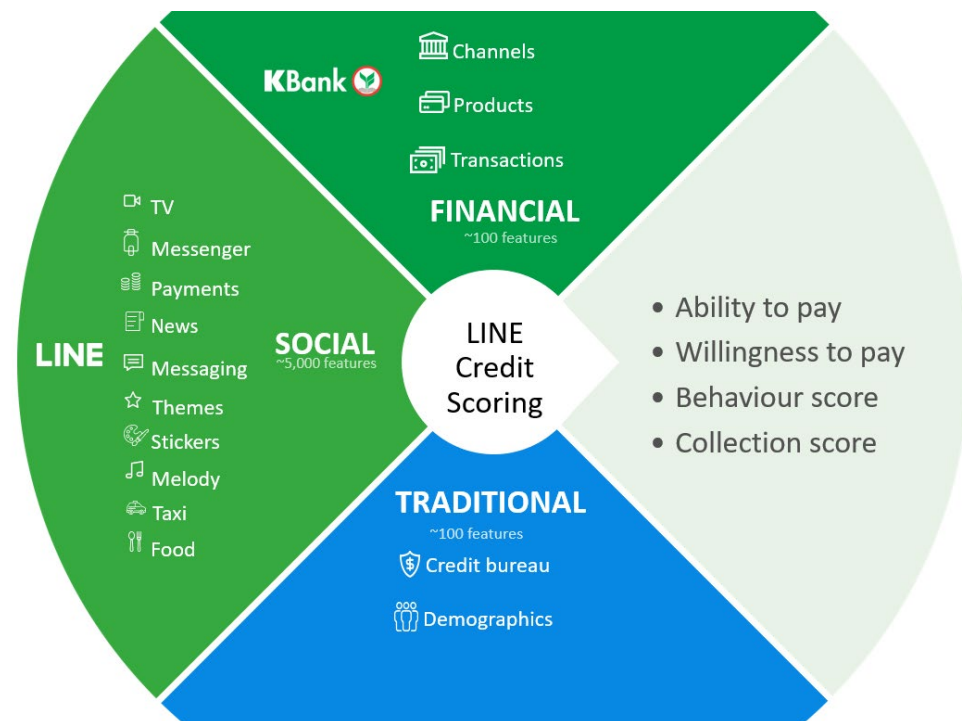 KBank
Channels
Products
Transactions
FINANCIAL
~100 features
LINE
TV
Messenger
Payments
News
Messaging
Themes
Stickers
Melody
Taxi
Food
SOCIAL
~5,000 features
LINE
Credit
Scoring
• Ability to pay
• Willingness to pay
• Behaviour score
• Collection score
TRADITIONAL
~100 features
Credit bureau
Demographics